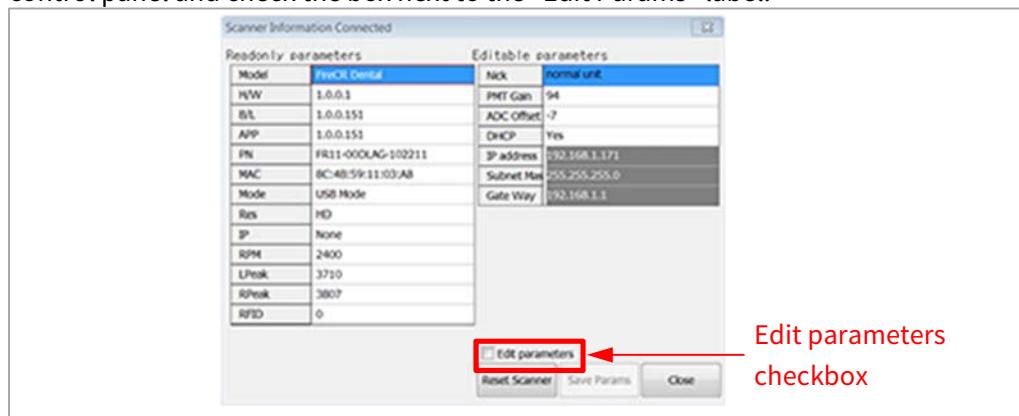 control panel and check the box next to the "Edit Params" label.
Scanner Information Connected
Readonly parameters
Model FireCR Dental
H/W 1.0.0.1
B/L 1.0.0.151
APP 1.0.0.151
PN FR11-00DLAG-102211
MAC 8C:48:59:11:03:A8
Mode USB Mode
Res HD
IP None
RPM 2400
LPeak 3710
RPeak 3807
RFID 0
Editable parameters
Nick normal unit
PMT Gain 94
ADC Offset -7
DHCP Yes
IP address 192.168.1.171
Subnet Mas 255.255.255.0
Gate Way 192.168.1.1
Edit parameters
Reset Scanner Save Params Close
Edit parameters
checkbox